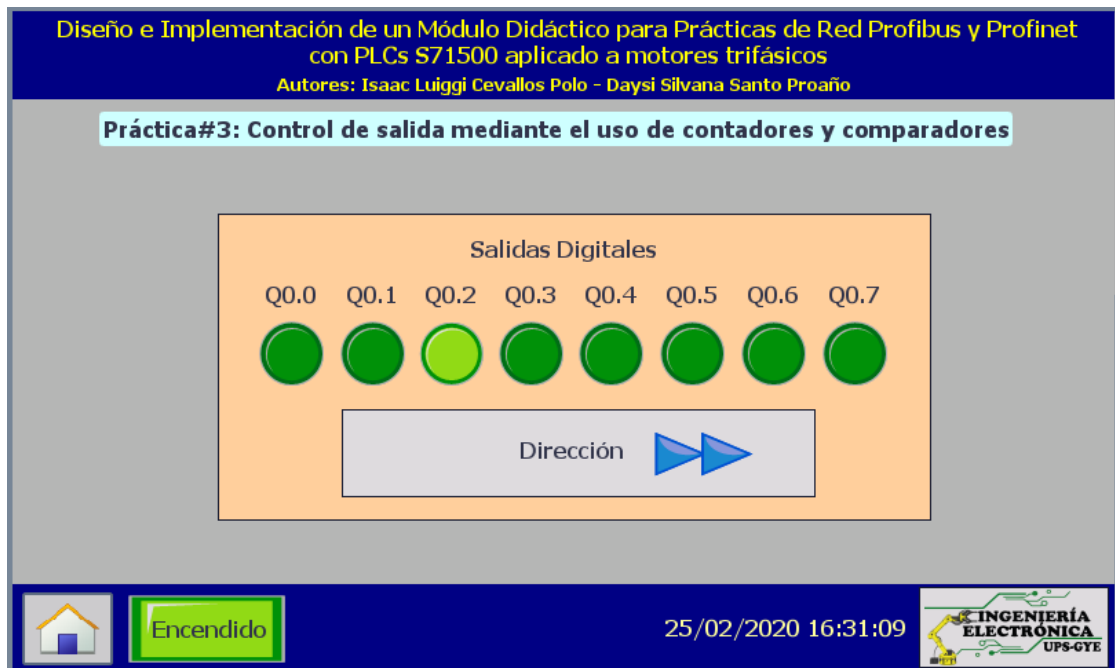 Diseño e Implementación de un Módulo Didáctico para Prácticas de Red Profibus y Profinet
con PLCs S71500 aplicado a motores trifásicos
Autores: Isaac Luiggi Cevallos Polo - Daysi Silvana Santo Proaño
Práctica#3: Control de salida mediante el uso de contadores y comparadores
Salidas Digitales
Q0.0 Q0.1 Q0.2 Q0.3 Q0.4 Q0.5 Q0.6 Q0.7
Dirección
Encendido
25/02/2020 16:31:09
INGENIERÍA
ELECTRÓNICA
UPS-GYE